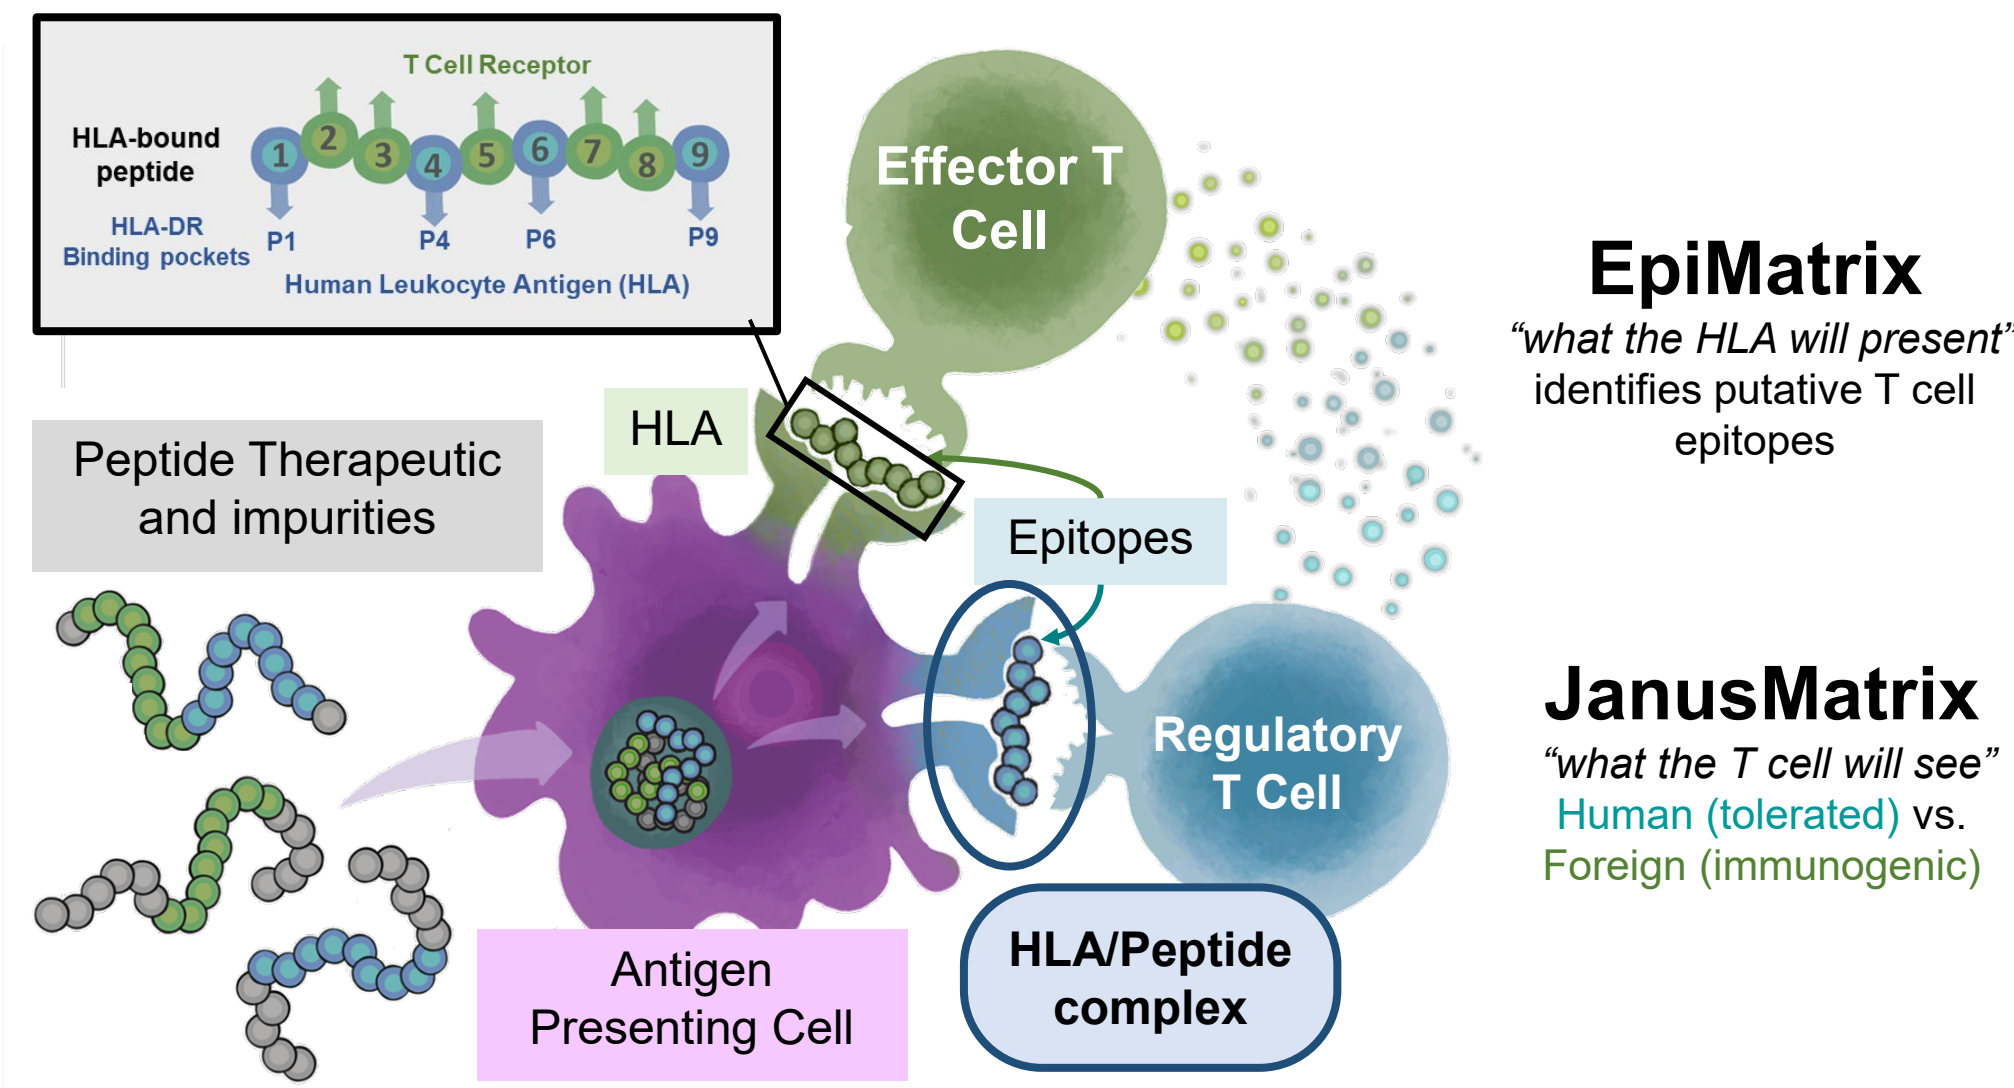 T Cell Receptor
HLA-bound
peptide
1 2 3 4 5 6 7 8 9
HLA-DR
Binding pockets
P1 P4 P6 P9
Human Leukocyte Antigen (HLA)
Effector T
Cell
EpiMatrix
“what the HLA will present”
identifies putative T cell
epitopes
HLA
Peptide Therapeutic
and impurities
Epitopes
Regulatory
T Cell
JanusMatrix
“what the T cell will see”
Human (tolerated) vs.
Foreign (immunogenic)
Antigen
Presenting Cell
HLA/Peptide
complex